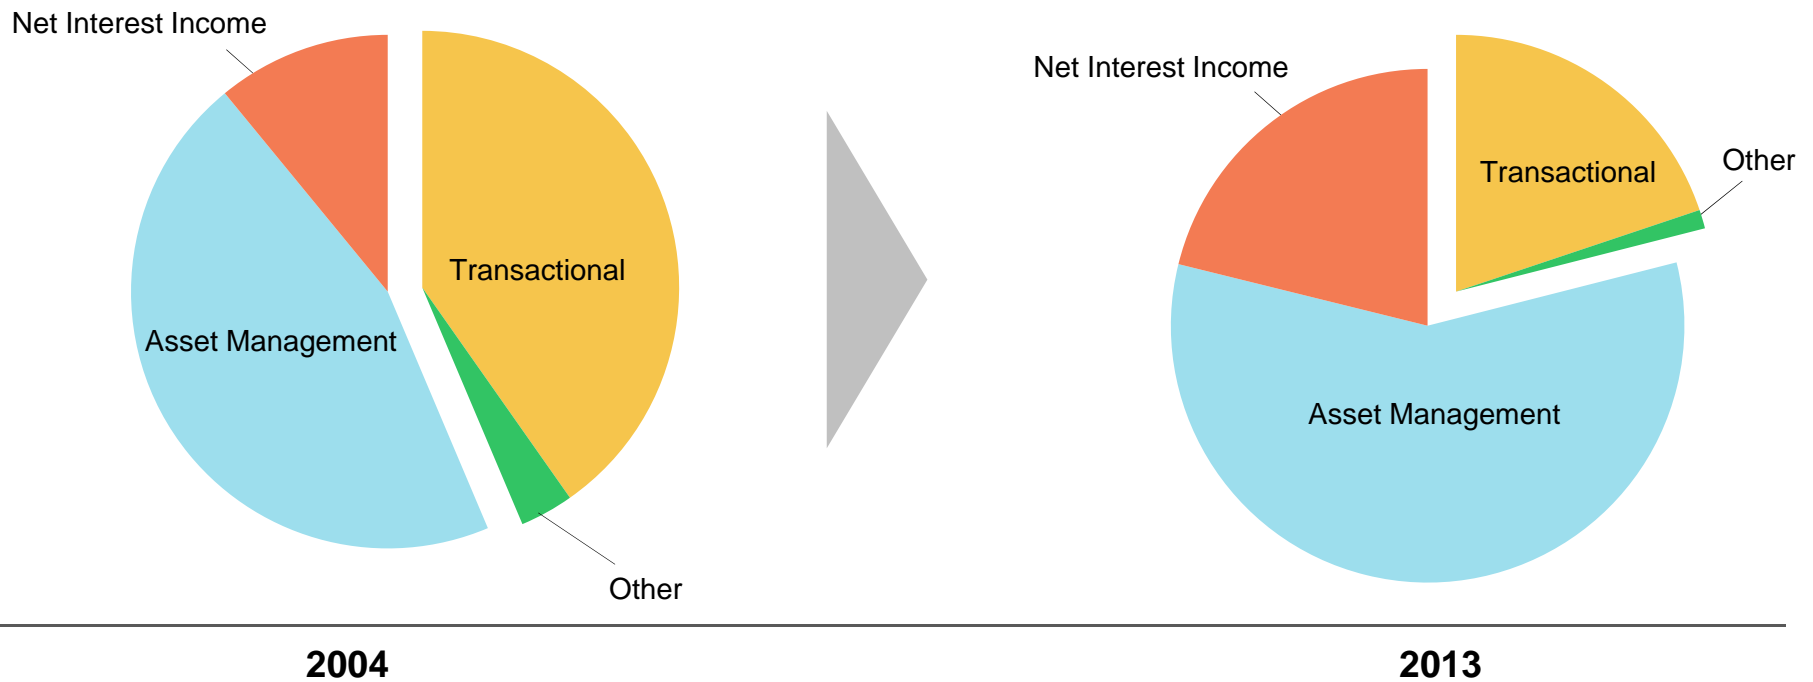 Net Interest Income
Transactional
Asset Management
Other
2004
Net Interest Income
Transactional
Other
Asset Management
2013